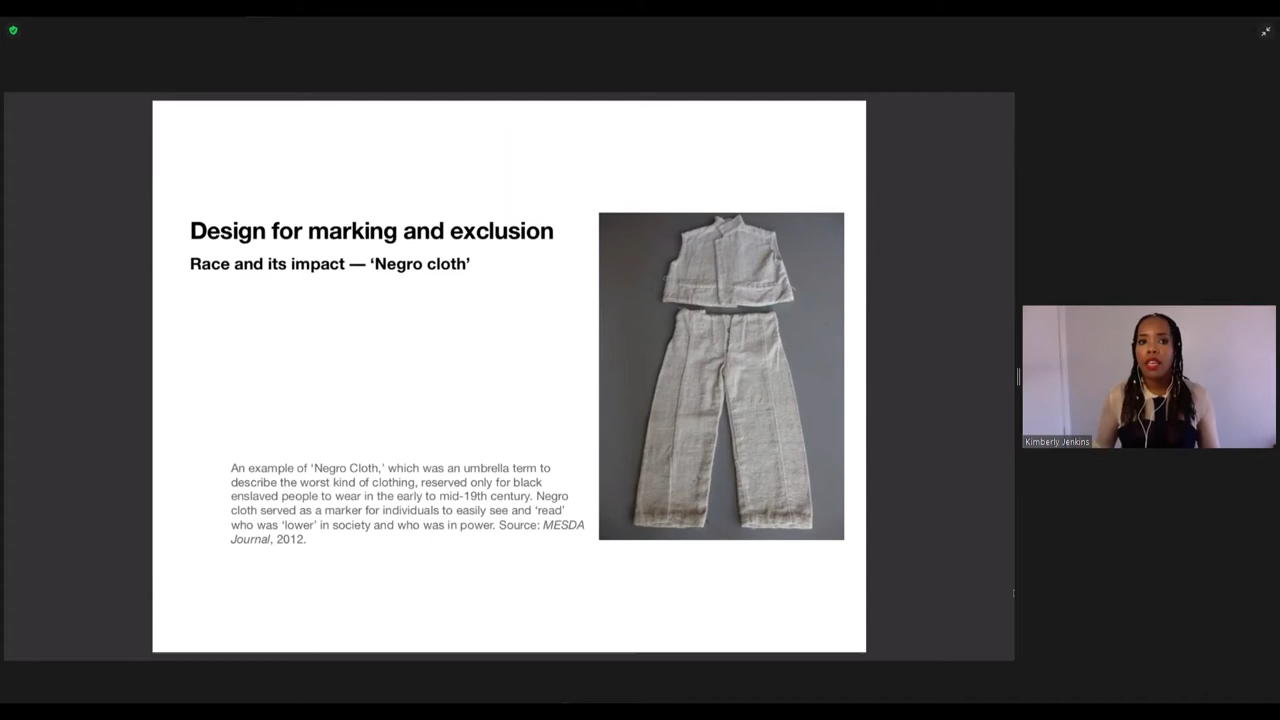 Design for marking and exclusion
Race and its impact — ‘Negro cloth’
An example of ‘Negro Cloth,’ which was an umbrella term to
describe the worst kind of clothing, reserved only for black
enslaved people to wear in the early to mid-19th century. Negro
cloth served as a marker for individuals to easily see and ‘read’
who was ‘lower’ in society and who was in power. Source: MESDA
Journal, 2012.
Kimberly Jenkins